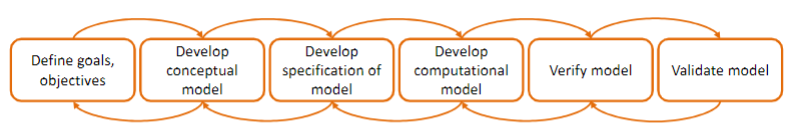 Define goals,
objectives
Develop
conceptual
model
Develop
specification of
model
Develop
computational
model
Verify model
Validate model